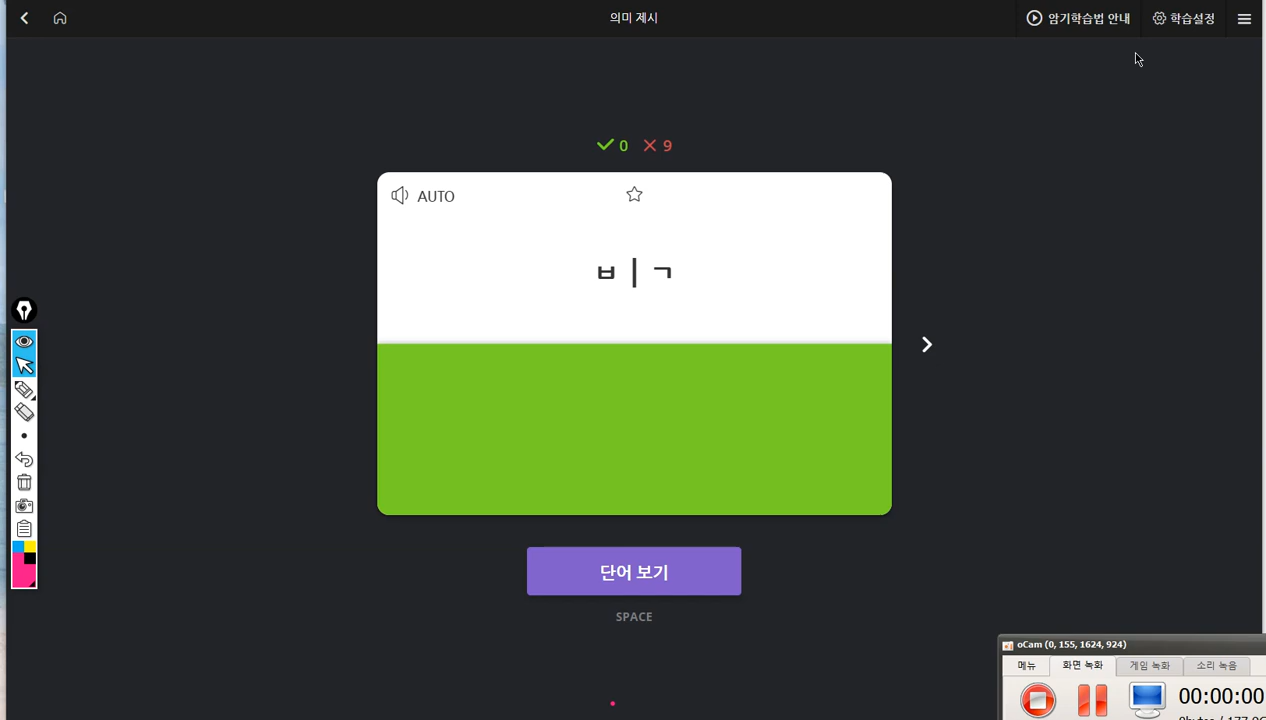 의미 제시
암기학습법 안내
학습설정
0 9
AUTO
ㅂㅣㄱ
단어 보기
SPACE
oCam (0, 155, 1624, 924)
메뉴 화면 녹화 게임 녹화 소리 녹음
00:00:00